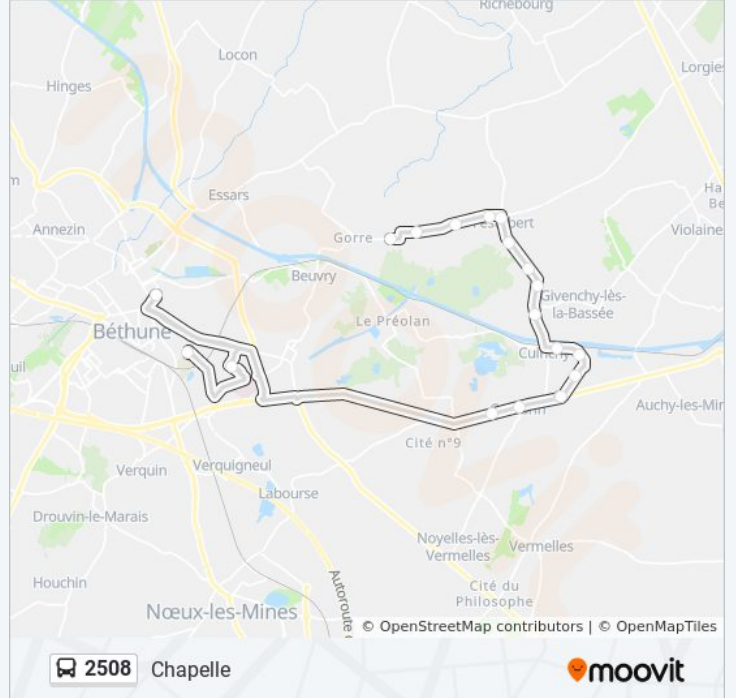 Richebourg
Locon
Lorgies
Hinges
Essars
Annezin
Gorre
Violaine
Beuvry
Givenchy-lès-
la-Bassée
Le Préolan
Béthune
Auchy-les-Mir
Cité n°9
Verquin
Verquigneul
Labourse
Drouvin-le-Marais
Noyelles-lès-
Vermelles
Vermelles
Houchin
Autoroute
Cité du
Philosophe
Nœux-les-Mines
© OpenStreetMap contributors | © OpenMapTiles
2508 Chapelle
moovit